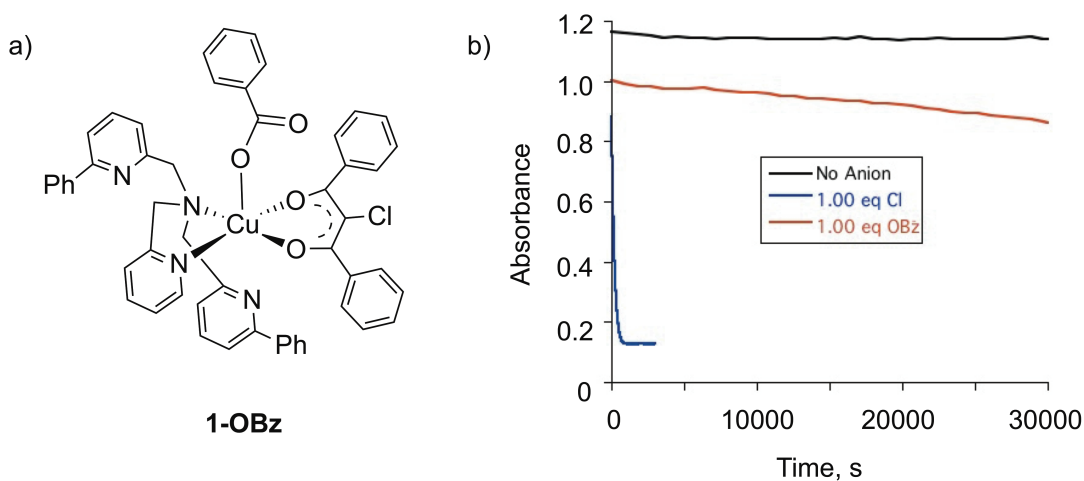 a)
O
O
Ph
N
N
O
Cl
Cu
N
O
N
Ph
1-OBz
b)
1.2
1.0
0.8
0.6
0.4
0.2
0
Absorbance
No Anion
1.00 eq Cl
1.00 eq OBz
0
10000
20000
30000
Time, s